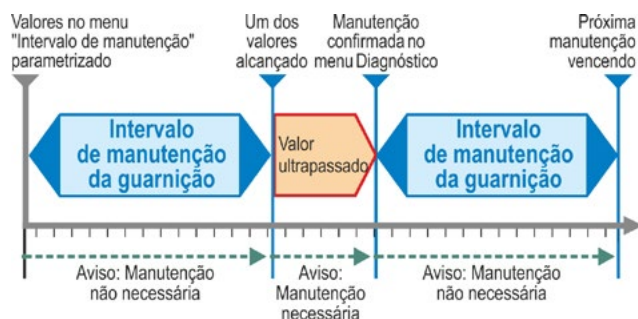 Valores no menu
"Intervalo de manutenção"
parametrizado
Um dos
valores
alcançado
Manutenção
confirmada no
menu Diagnóstico
Próxima
manutenção
vencendo
Intervalo
de manutenção
da guarnição
Valor
ultrapassado
Intervalo
de manutenção
da guarnição
Aviso: Manutenção
não necessária
Aviso:
Manutenção
necessária
Aviso: Manutenção
não necessária